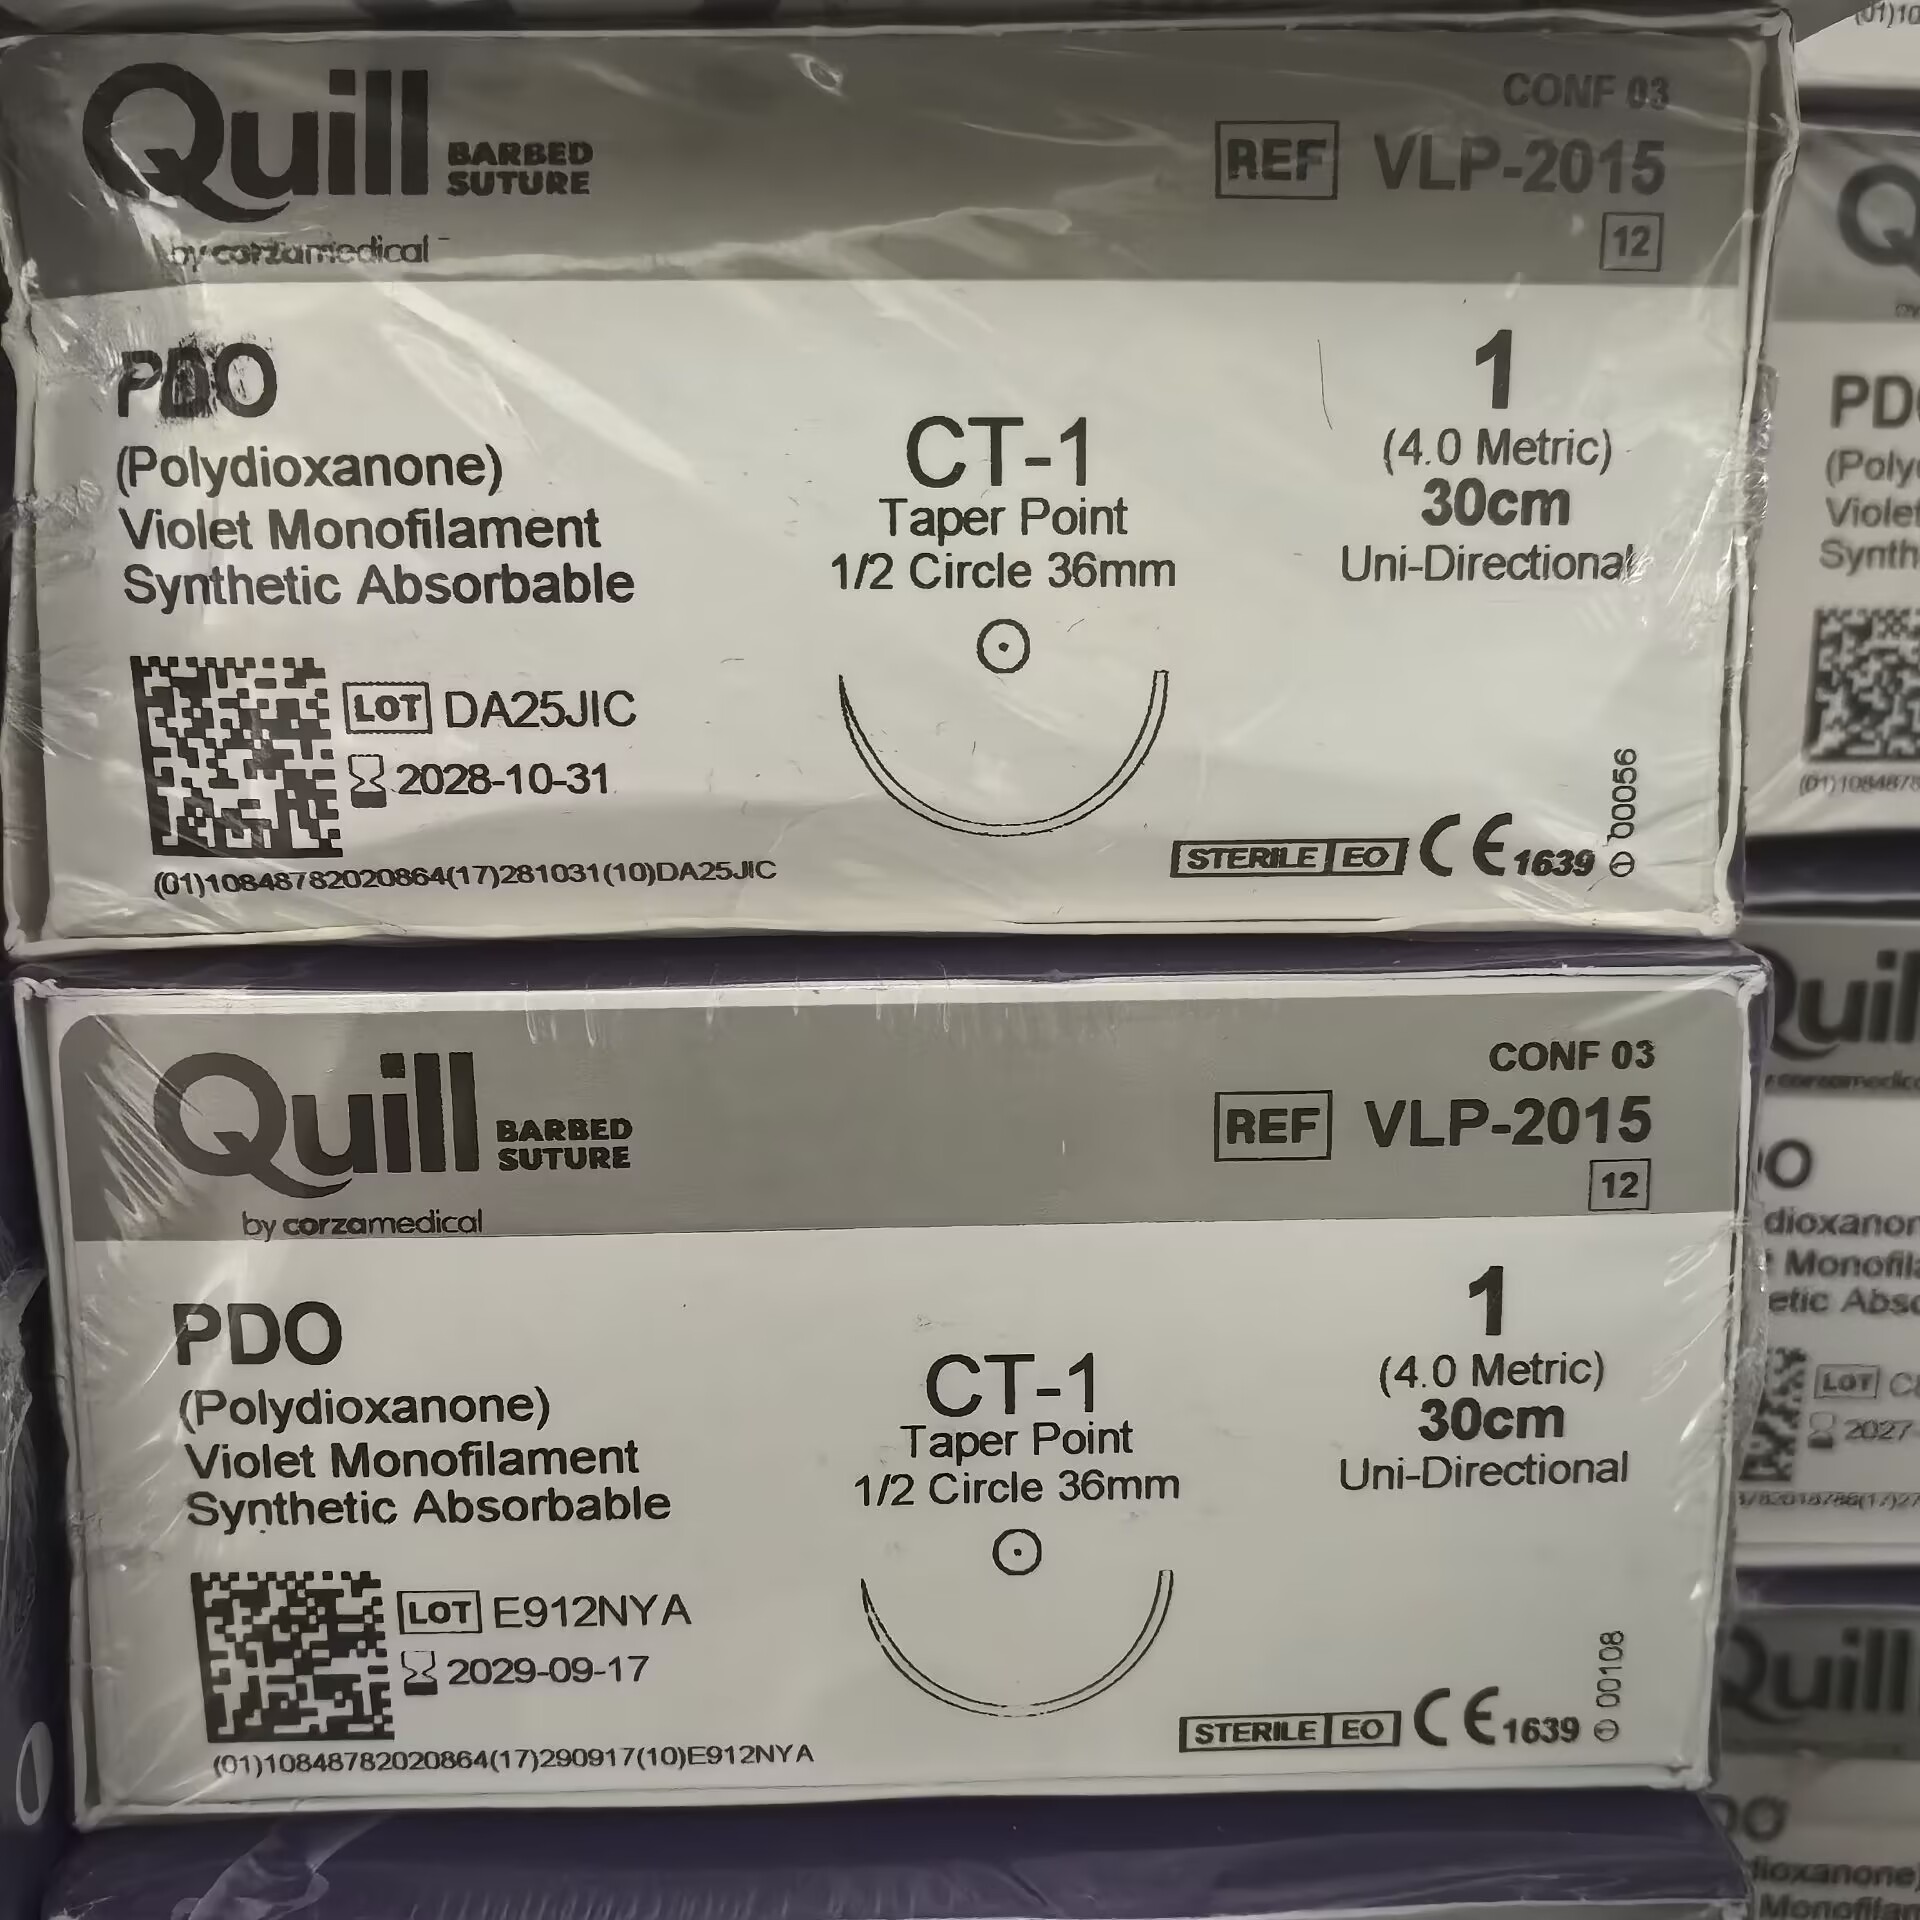 Quill BARBED SUTURE
by corzamedical
CONF 03
REF VLP-2015
12
PDO
(Polydioxanone)
Violet Monofilament
Synthetic Absorbable
CT-1
Taper Point
1/2 Circle 36mm
1
(4.0 Metric)
30cm
Uni-Directional
LOT DA25JIC
2028-10-31
(01)10848782020864(17)281031(10)DA25JIC
STERILE EO CE 1639
00056
Quill BARBED SUTURE
by corzamedical
CONF 03
REF VLP-2015
12
PDO
(Polydioxanone)
Violet Monofilament
Synthetic Absorbable
CT-1
Taper Point
1/2 Circle 36mm
1
(4.0 Metric)
30cm
Uni-Directional
LOT E912NYA
2029-09-17
(01)10848782020864(17)290917(10)E912NYA
STERILE EO CE 1639
00108
LOT
2027
Quill